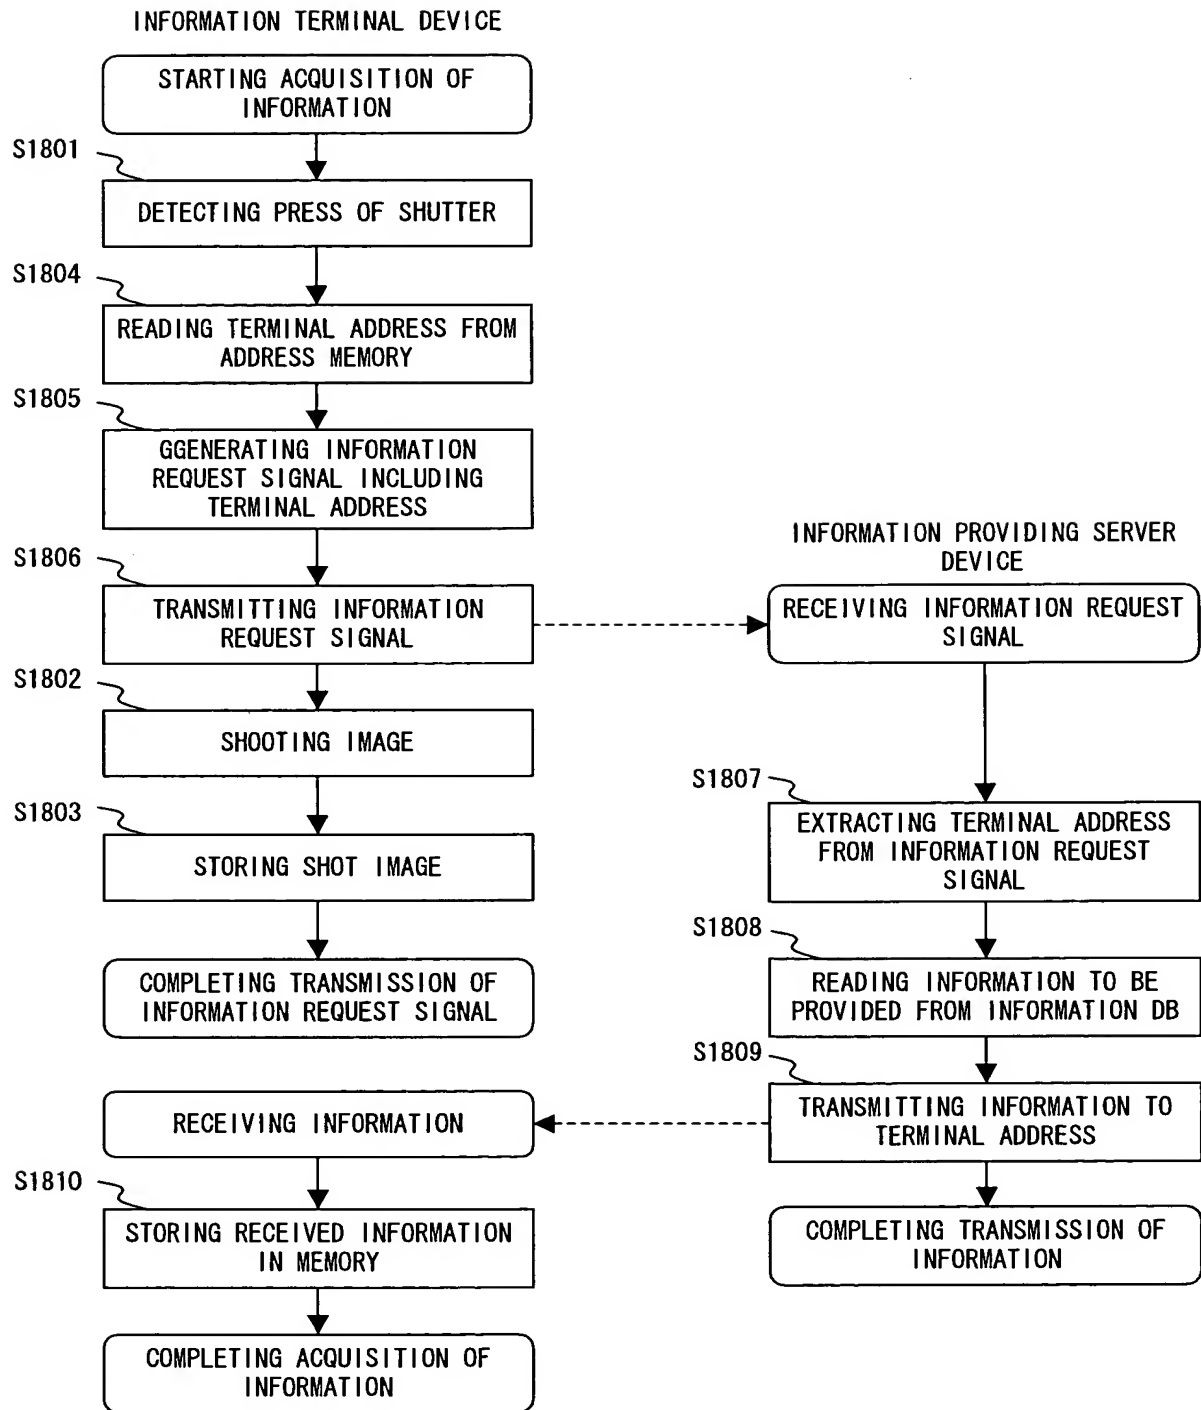 INFORMATION TERMINAL DEVICE
STARTING ACQUISITION OF
INFORMATION
S1801
DETECTING PRESS OF SHUTTER
S1804
READING TERMINAL ADDRESS FROM
ADDRESS MEMORY
S1805
GGENERATING INFORMATION
REQUEST SIGNAL INCLUDING
TERMINAL ADDRESS
S1806
TRANSMITTING INFORMATION
REQUEST SIGNAL
S1802
SHOOTING IMAGE
S1803
STORING SHOT IMAGE
COMPLETING TRANSMISSION OF
INFORMATION REQUEST SIGNAL
INFORMATION PROVIDING SERVER
DEVICE
RECEIVING INFORMATION REQUEST
SIGNAL
S1807
EXTRACTING TERMINAL ADDRESS
FROM INFORMATION REQUEST
SIGNAL
S1808
READING INFORMATION TO BE
PROVIDED FROM INFORMATION DB
S1809
TRANSMITTING INFORMATION TO
TERMINAL ADDRESS
COMPLETING TRANSMISSION OF
INFORMATION
RECEIVING INFORMATION
S1810
STORING RECEIVED INFORMATION
IN MEMORY
COMPLETING ACQUISITION OF
INFORMATION